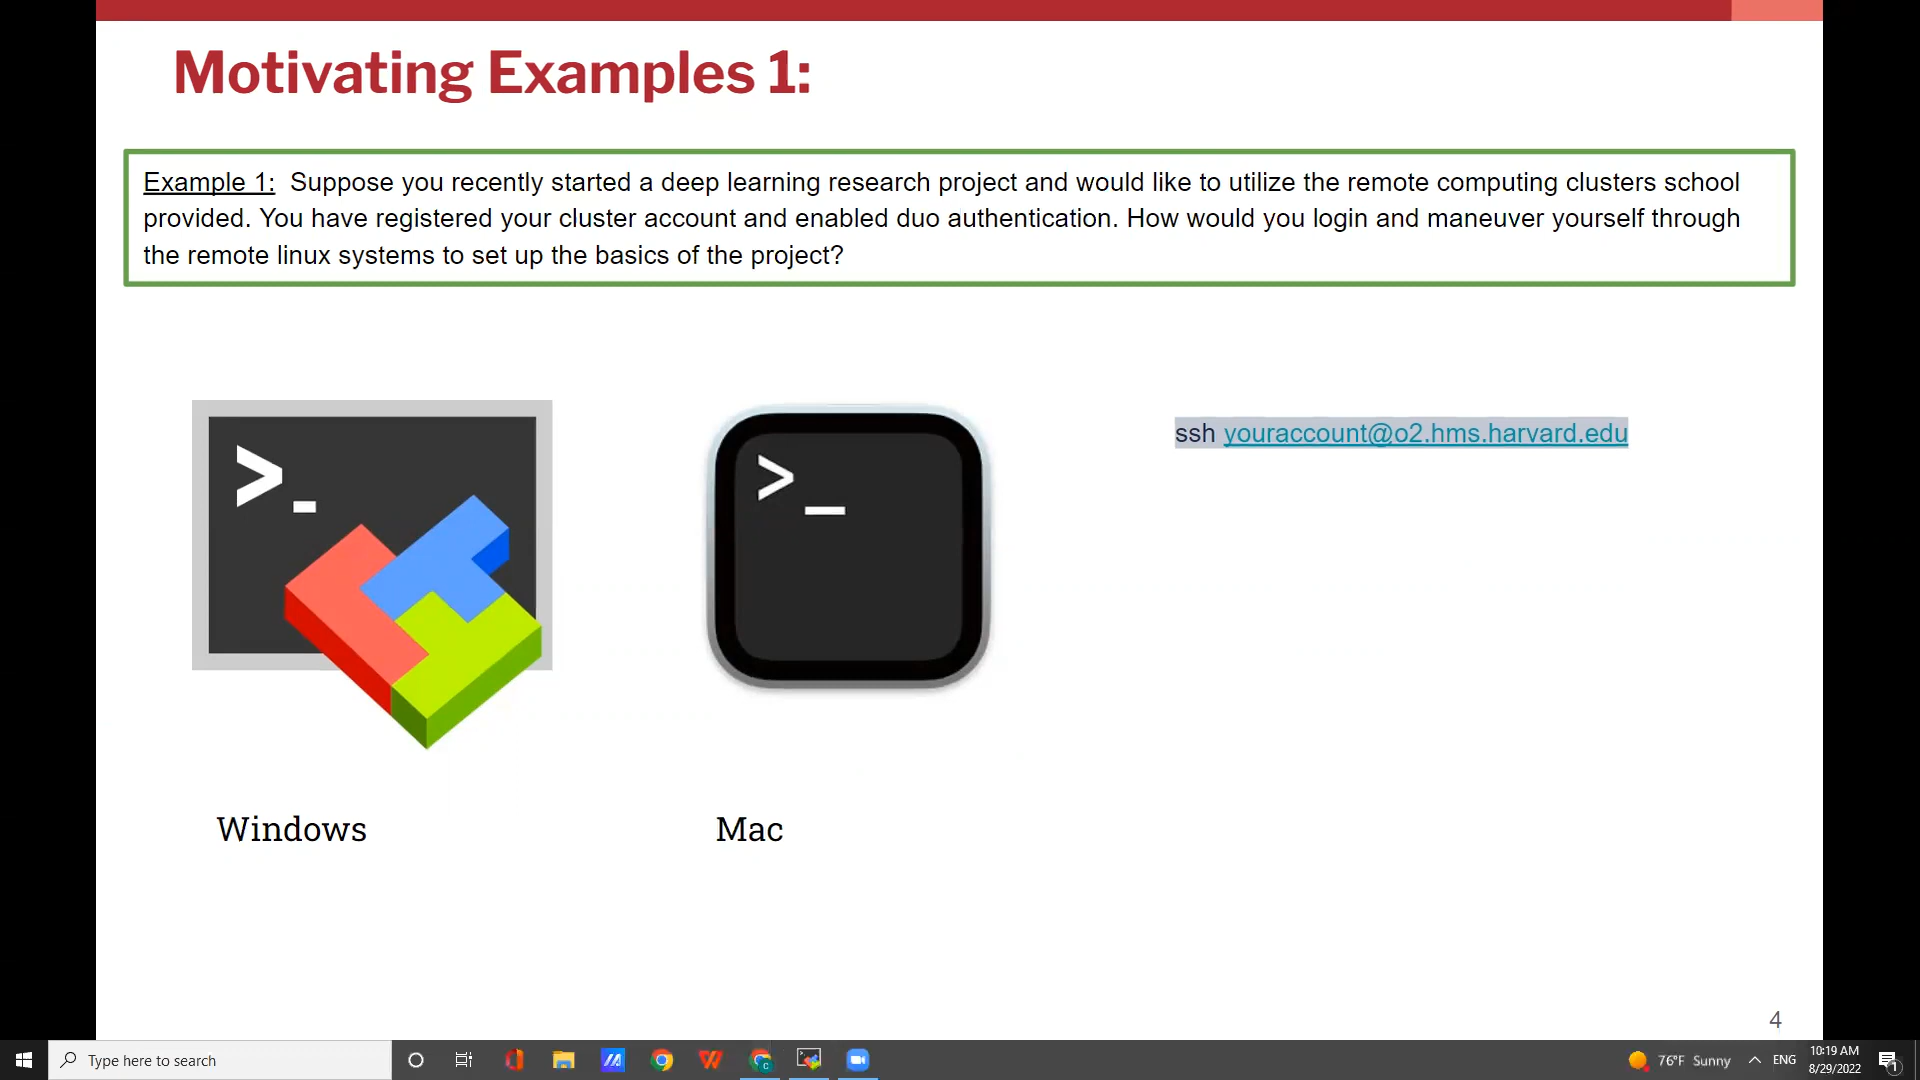 Motivating Examples 1:
Example 1: Suppose you recently started a deep learning research project and would like to utilize the remote computing clusters school
provided. You have registered your cluster account and enabled duo authentication. How would you login and maneuver yourself through
the remote linux systems to set up the basics of the project?
>_
>_
ssh youraccount@o2.hms.harvard.edu
Windows
Mac
4
Type here to search
76°F Sunny
ENG
10:19 AM
8/29/2022
1